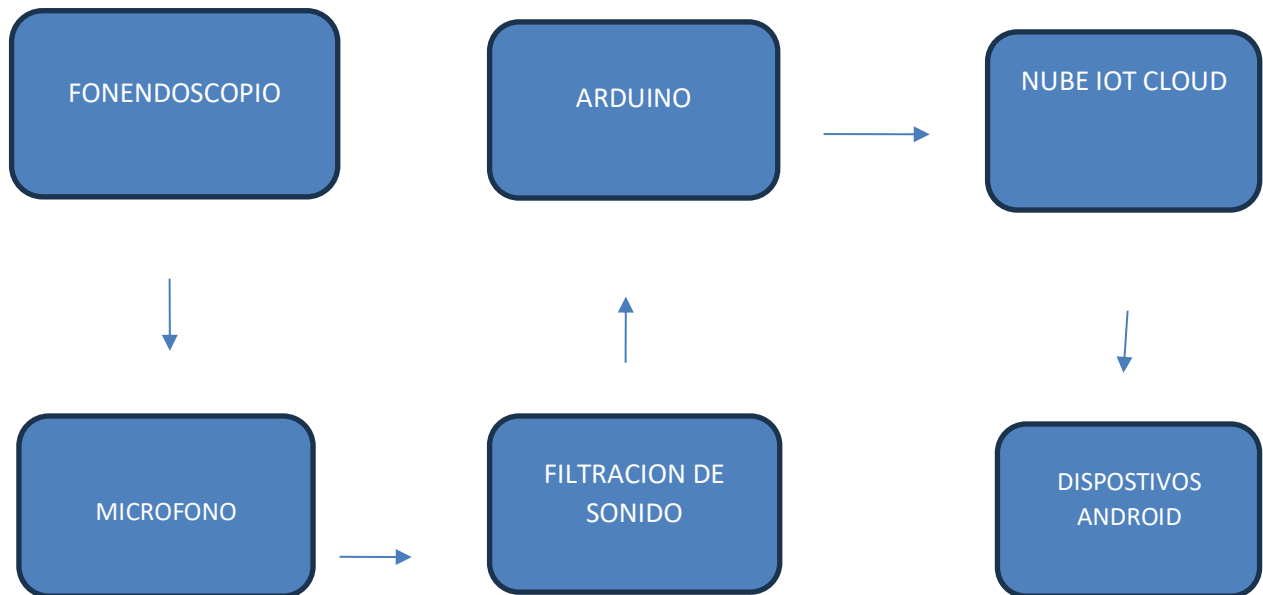 FONENDOSCOPIO
ARDUINO
NUBE IOT CLOUD
MICROFONO
FILTRACION DE
SONIDO
DISPOSTIVOS
ANDROID